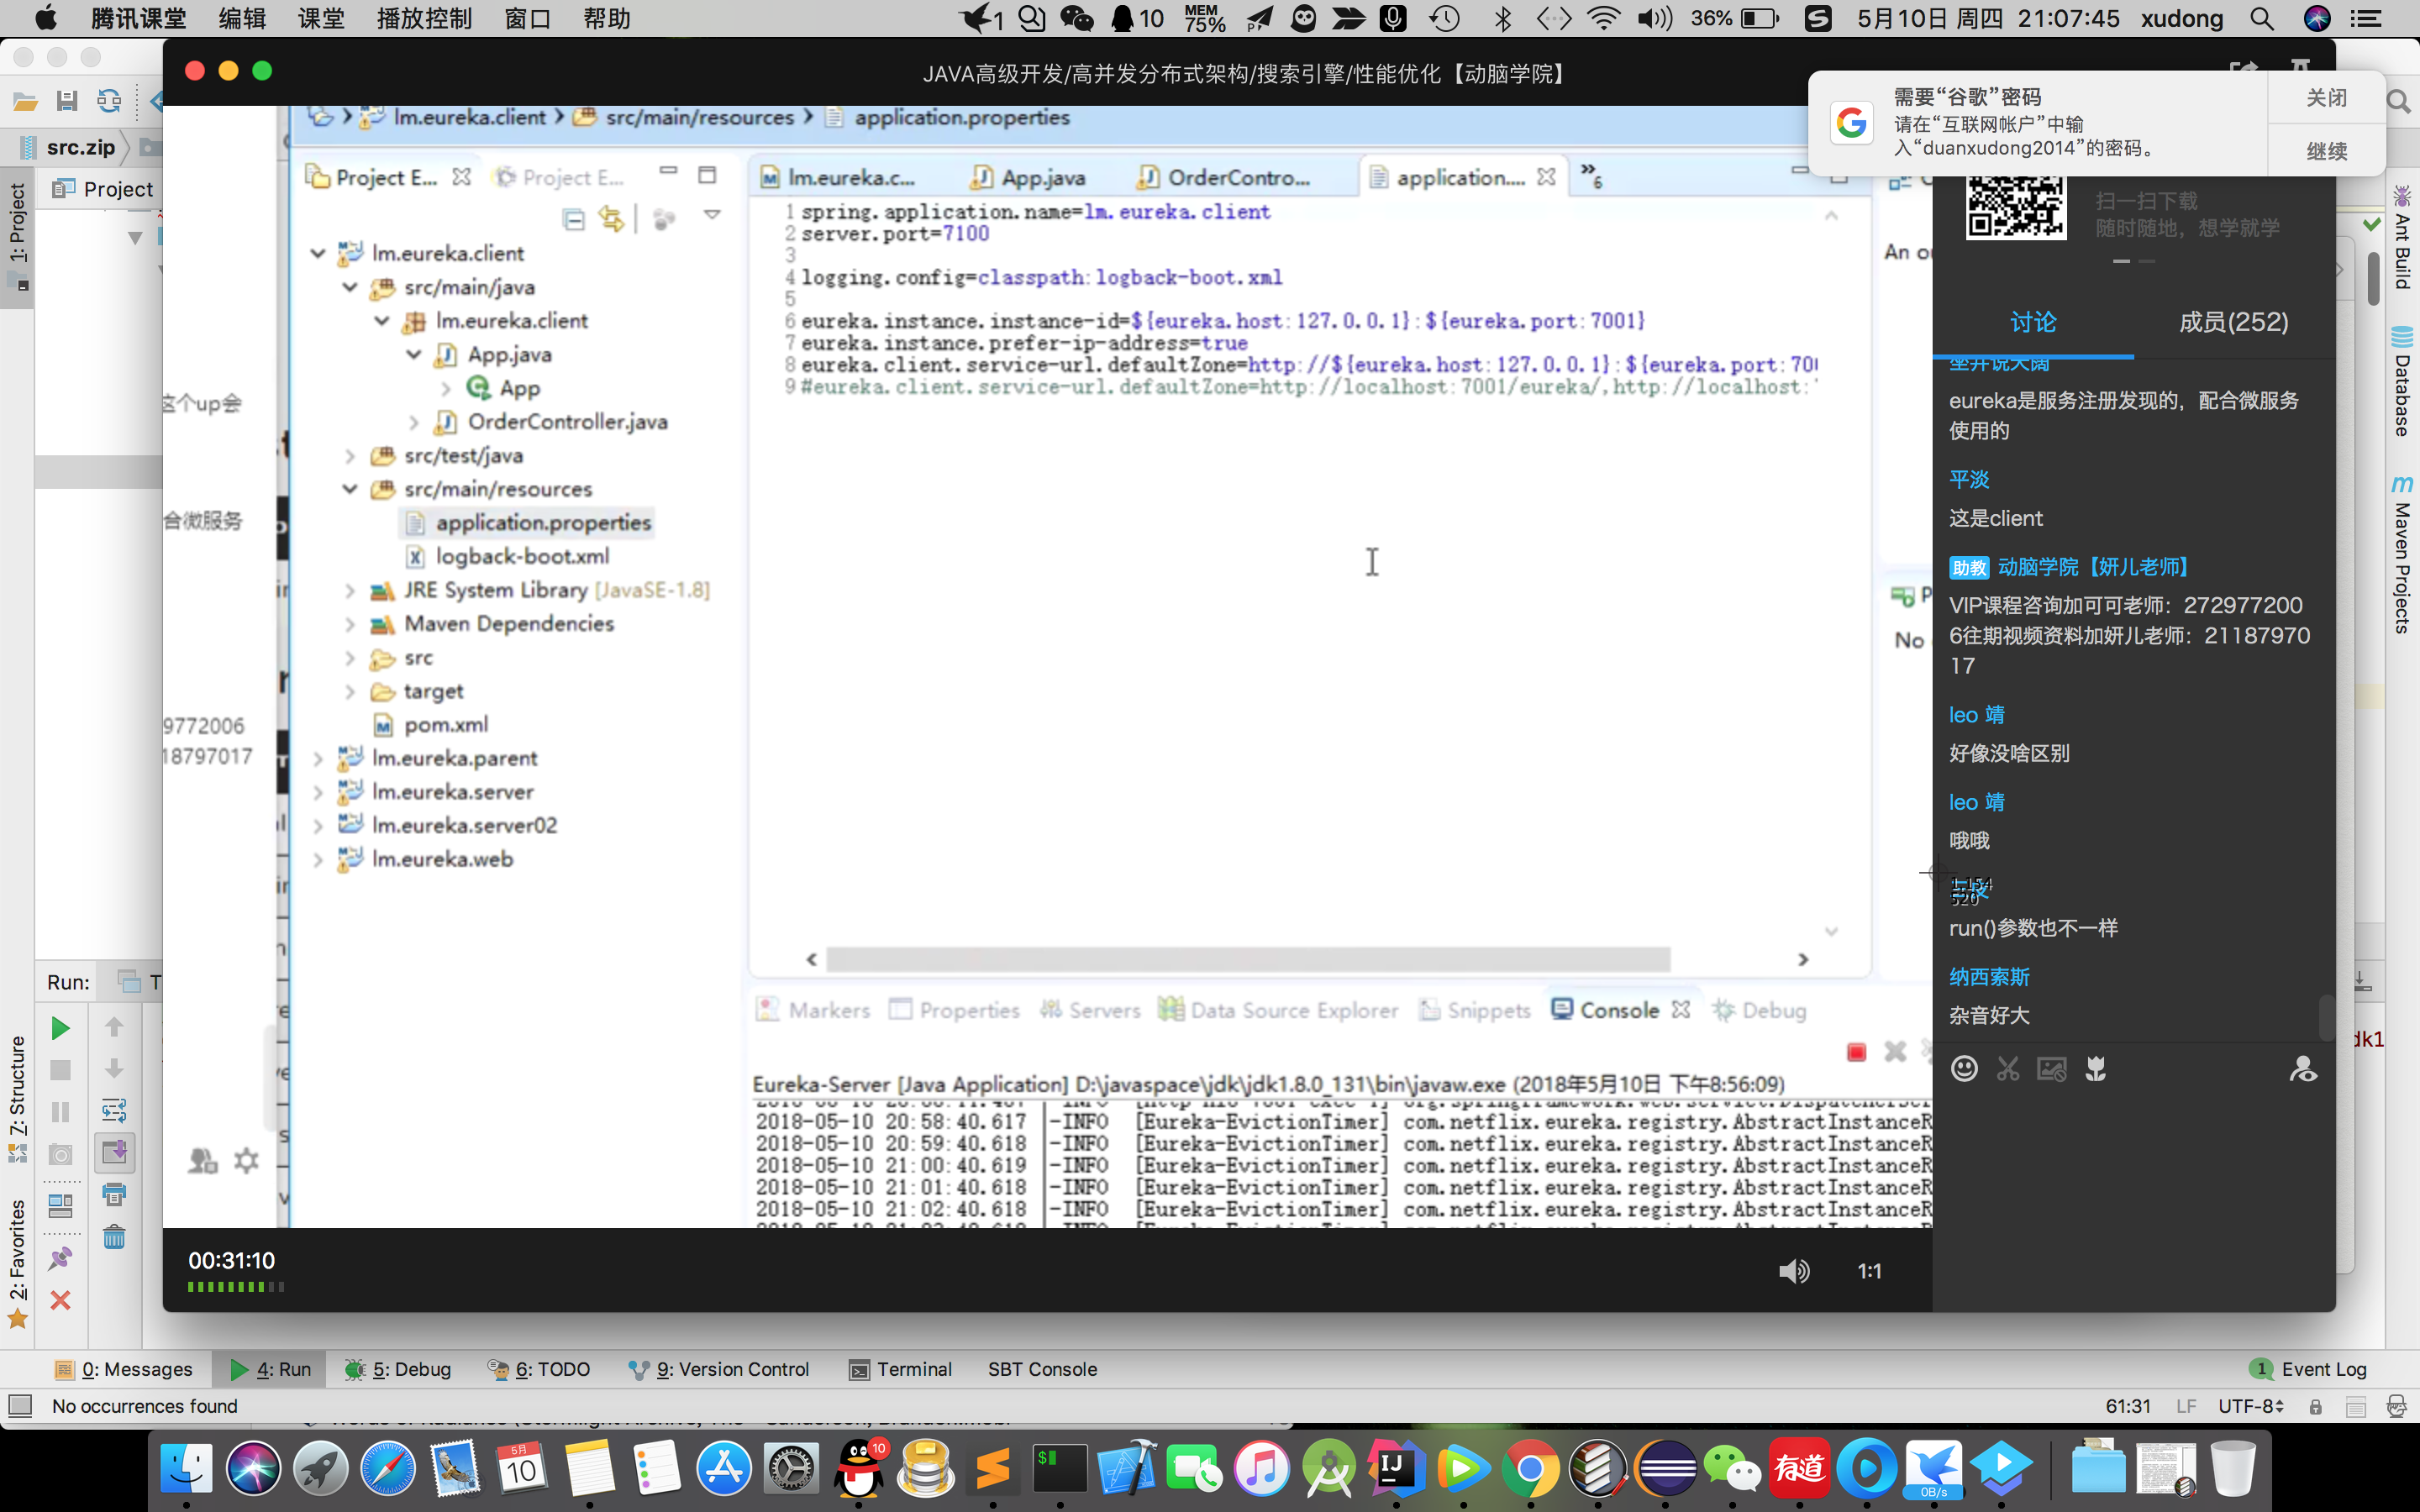 腾讯课堂 编辑 课堂 播放控制 窗口 帮助
1 10 MEM 75% 36% 5月10日 周四 21:07:45 xudong
JAVA高级开发/高并发分布式架构/搜索引擎/性能优化【动脑学院】
需要“谷歌”密码
请在“互联网帐户”中输
入“duanxudong2014”的密码。
关闭
继续
src.zip
Project
1: Project
7: Structure
2: Favorites
这个up会
合微服务
9772006
18797017
lm.eureka.client
src/main/resources
application.properties
Project E...
Project E...
lm.eureka.client
src/main/java
lm.eureka.client
App.java
App
OrderController.java
src/test/java
src/main/resources
application.properties
logback-boot.xml
JRE System Library [JavaSE-1.8]
Maven Dependencies
src
target
pom.xml
lm.eureka.parent
lm.eureka.server
lm.eureka.server02
lm.eureka.web
lm.eureka.c...
App.java
OrderContro...
application....
»6
1 spring.application.name=lm.eureka.client
2 server.port=7100
3
4 logging.config=classpath:logback-boot.xml
5
6 eureka.instance.instance-id=${eureka.host:127.0.0.1}:${eureka.port:7001}
7 eureka.instance.prefer-ip-address=true
8 eureka.client.service-url.defaultZone=http://${eureka.host:127.0.0.1}:${eureka.port:700
9 #eureka.client.service-url.defaultZone=http://localhost:7001/eureka/,http://localhost:
Markers Properties Servers Data Source Explorer Snippets Console Debug
Eureka-Server [Java Application] D:\javaspace\jdk\jdk1.8.0_131\bin\javaw.exe (2018年5月10日 下午8:56:09)
2018-05-10 20:58:40.617 |-INFO [Eureka-EvictionTimer] com.netflix.eureka.registry.AbstractInstanceR
2018-05-10 20:59:40.618 |-INFO [Eureka-EvictionTimer] com.netflix.eureka.registry.AbstractInstanceR
2018-05-10 21:00:40.619 |-INFO [Eureka-EvictionTimer] com.netflix.eureka.registry.AbstractInstanceR
2018-05-10 21:01:40.618 |-INFO [Eureka-EvictionTimer] com.netflix.eureka.registry.AbstractInstanceR
2018-05-10 21:02:40.618 |-INFO [Eureka-EvictionTimer] com.netflix.eureka.registry.AbstractInstanceR
An
No
00:31:10
1:1
扫一扫下载
随时随地，想学就学
讨论 成员(252)
坐井说天阔
eureka是服务注册发现的，配合微服务
使用的
平淡
这是client
助教 动脑学院【妍儿老师】
VIP课程咨询加可可老师：272977200
6往期视频资料加妍儿老师：21187970
17
leo 靖
好像没啥区别
leo 靖
哦哦
1,154
520
run()参数也不一样
纳西索斯
杂音好大
Ant Build
Database
Maven Projects
jdk1
Run: T
0: Messages 4: Run 5: Debug 6: TODO 9: Version Control Terminal SBT Console
1 Event Log
No occurrences found
61:31 LF UTF-8
5月
10
10
$
IJ
有道
0B/s